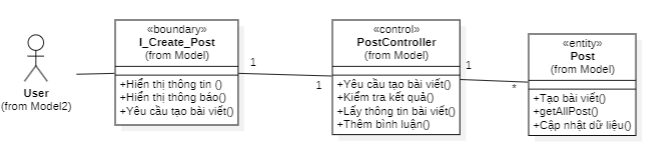 «boundary»
I_Create_Post
(from Model)
+Hiển thị thông tin ()
+Hiển thị thông báo()
+Yêu cầu tạo bài viết()
User
(from Model2)
1
1
«control»
PostController
(from Model)
+Yêu cầu tạo bài viết()
+Kiểm tra kết quả()
+Lấy thông tin bài viết()
+Thêm bình luận()
1
*
«entity»
Post
(from Model)
+Tạo bài viết()
+getAllPost()
+Cập nhật dữ liệu()